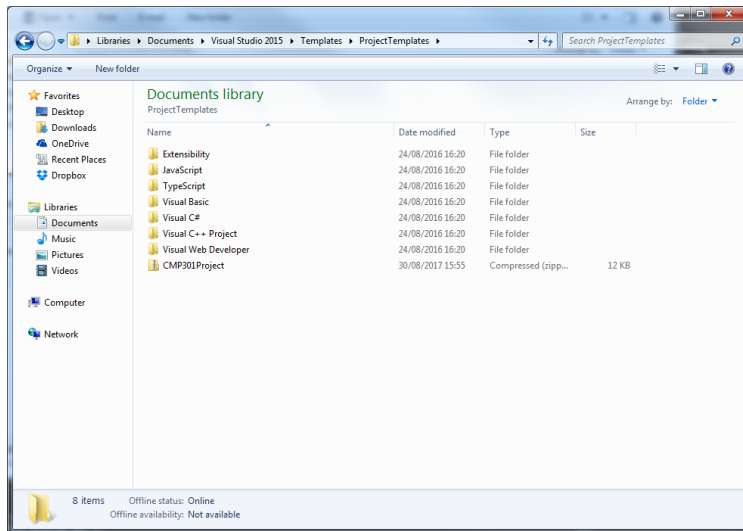 Libraries Documents Visual Studio 2015 Templates ProjectTemplates Search ProjectTemplates
Organize New folder
Favorites
Desktop
Downloads
OneDrive
Recent Places
Dropbox
Libraries
Documents
Music
Pictures
Videos
Computer
Network
Documents library
ProjectTemplates
Arrange by: Folder
Name Date modified Type Size
Extensibility 24/08/2016 16:20 File folder
JavaScript 24/08/2016 16:20 File folder
TypeScript 24/08/2016 16:20 File folder
Visual Basic 24/08/2016 16:20 File folder
Visual C# 24/08/2016 16:20 File folder
Visual C++ Project 24/08/2016 16:20 File folder
Visual Web Developer 24/08/2016 16:20 File folder
CMP301Project 30/08/2017 15:55 Compressed (zipp... 12 KB
8 items Offline status: Online
Offline availability: Not available